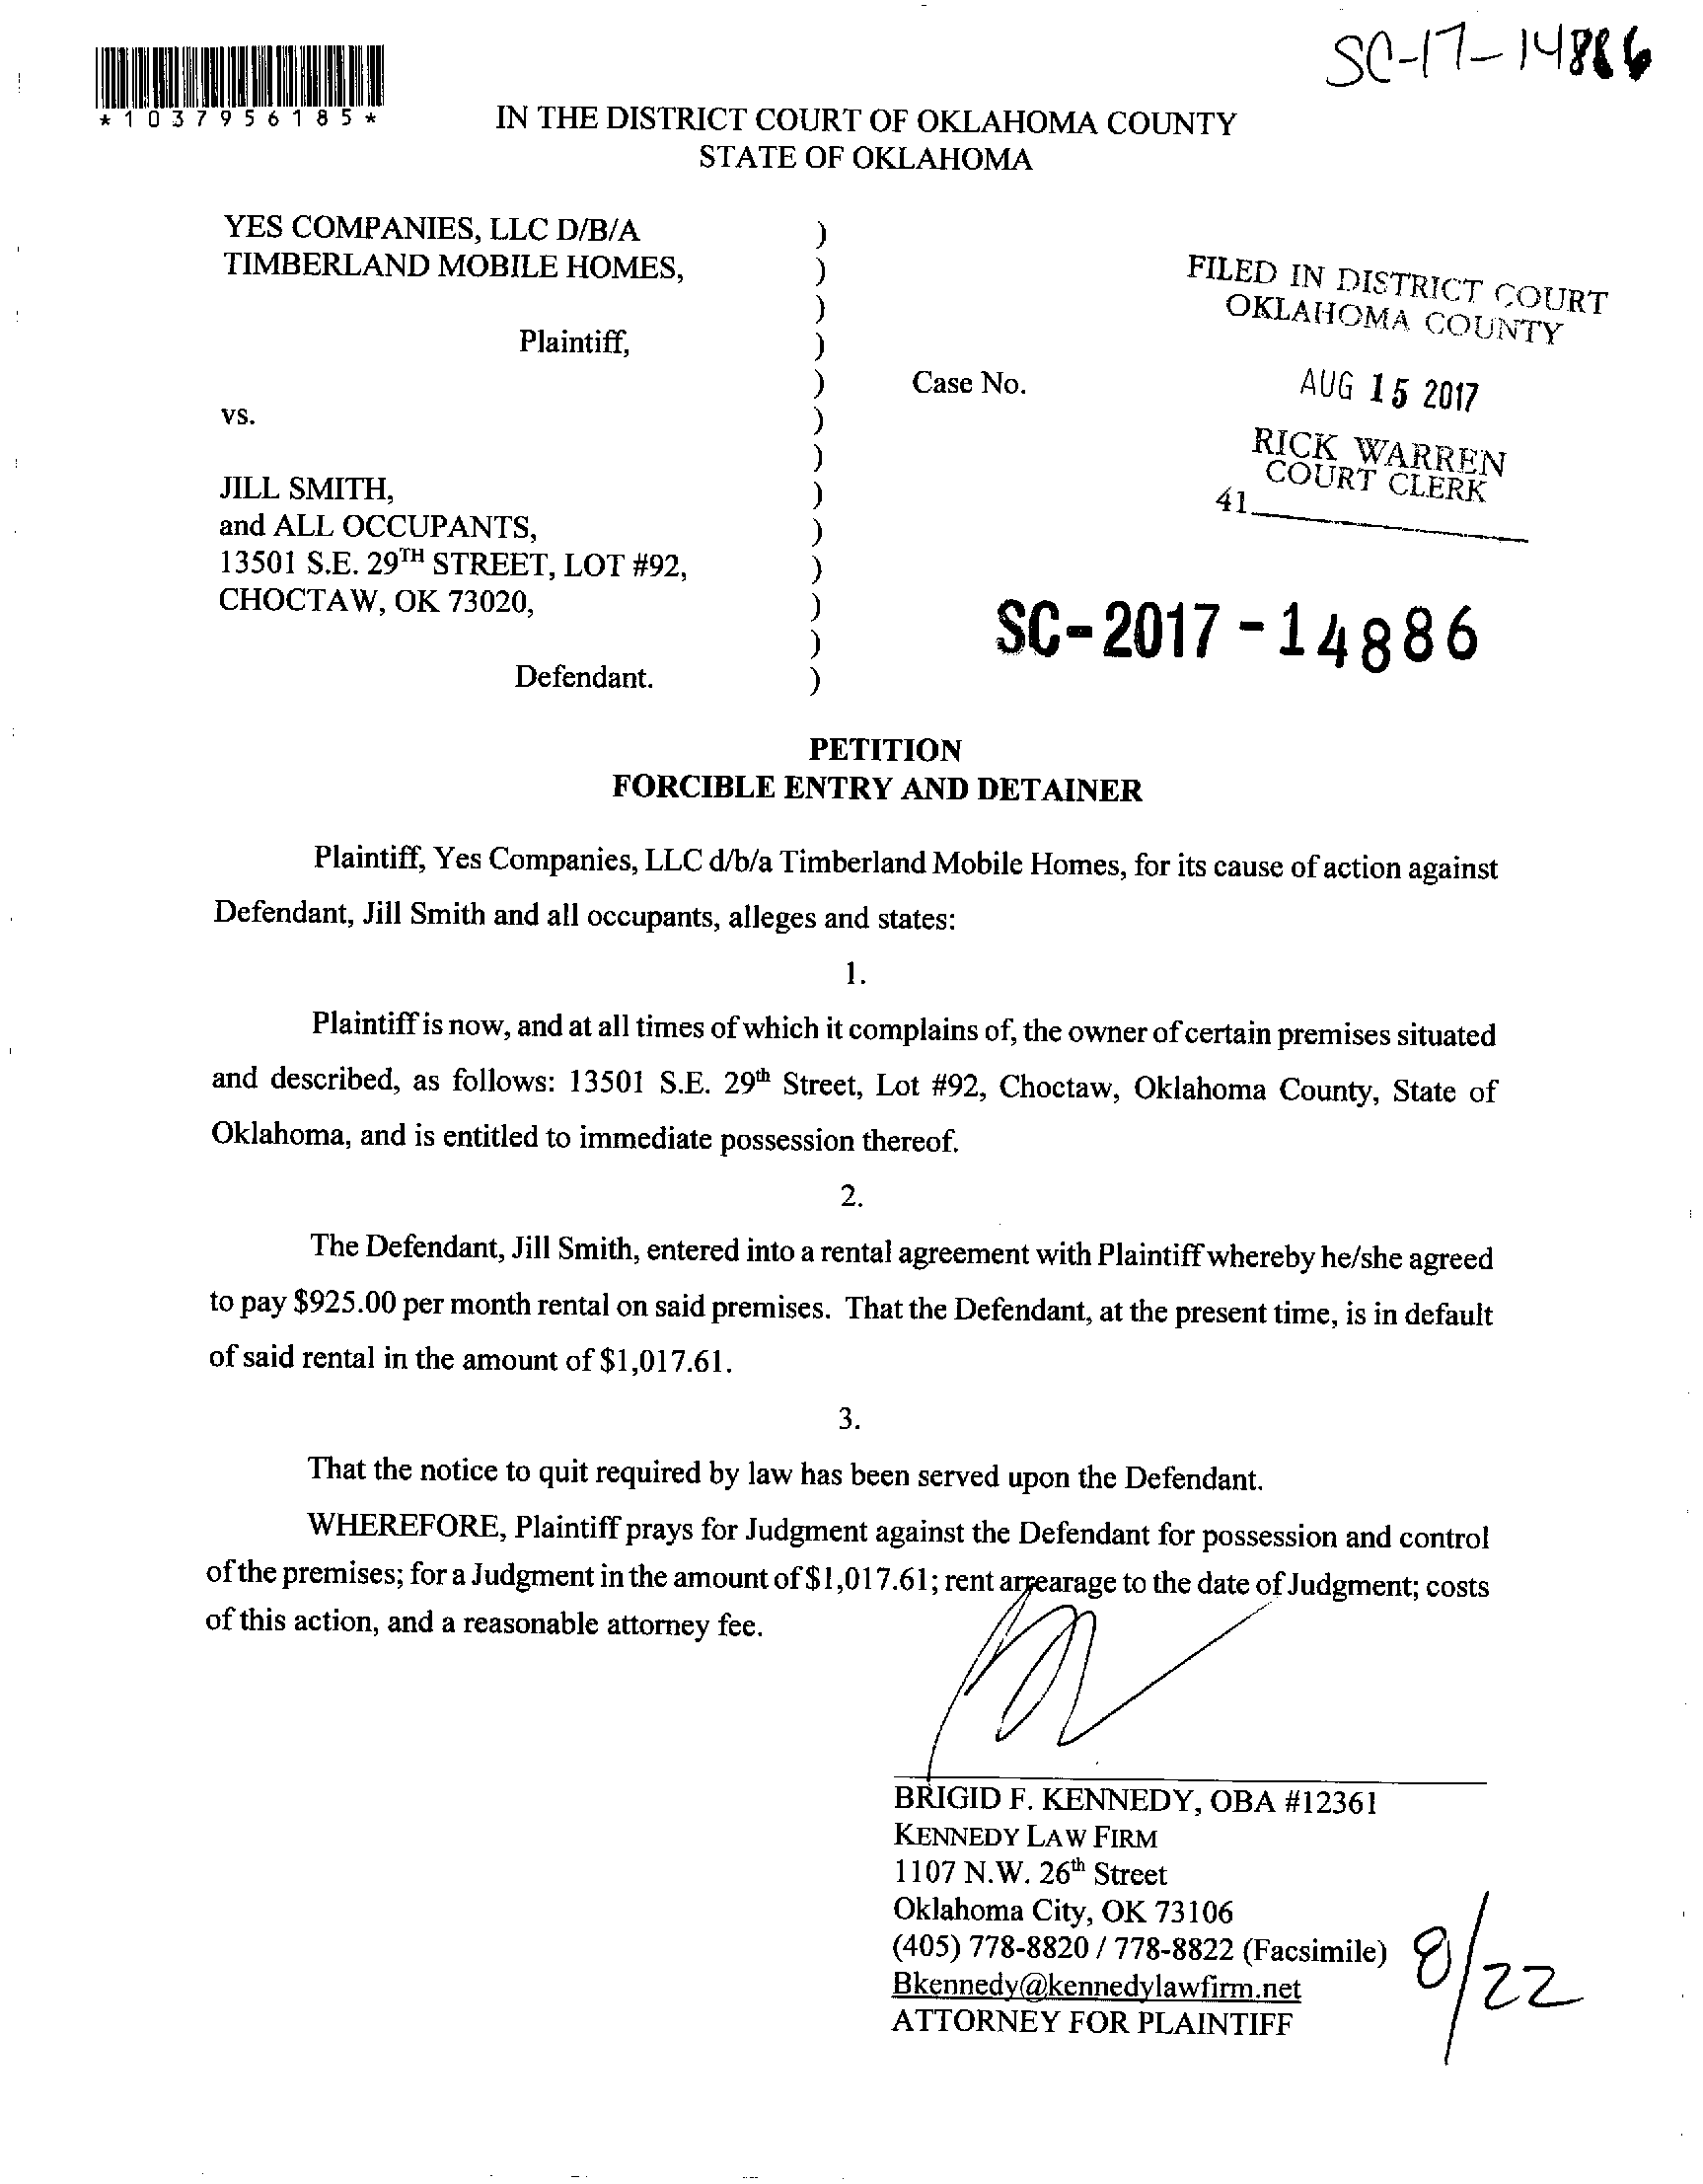 SC-17-14886
*1037956185*
IN THE DISTRICT COURT OF OKLAHOMA COUNTY
STATE OF OKLAHOMA
YES COMPANIES, LLC D/B/A )
TIMBERLAND MOBILE HOMES, )
)
Plaintiff, )
) Case No.
vs. )
)
JILL SMITH, )
and ALL OCCUPANTS, )
13501 S.E. 29TH STREET, LOT #92, )
CHOCTAW, OK 73020, )
)
Defendant. )
FILED IN DISTRICT COURT
OKLAHOMA COUNTY
AUG 15 2017
RICK WARREN
COURT CLERK
41
SC-2017-14886
PETITION
FORCIBLE ENTRY AND DETAINER
Plaintiff, Yes Companies, LLC d/b/a Timberland Mobile Homes, for its cause of action against
Defendant, Jill Smith and all occupants, alleges and states:
1.
Plaintiff is now, and at all times of which it complains of, the owner of certain premises situated
and described, as follows: 13501 S.E. 29th Street, Lot #92, Choctaw, Oklahoma County, State of
Oklahoma, and is entitled to immediate possession thereof.
2.
The Defendant, Jill Smith, entered into a rental agreement with Plaintiff whereby he/she agreed
to pay $925.00 per month rental on said premises. That the Defendant, at the present time, is in default
of said rental in the amount of $1,017.61.
3.
That the notice to quit required by law has been served upon the Defendant.
WHEREFORE, Plaintiff prays for Judgment against the Defendant for possession and control
of the premises; for a Judgment in the amount of $1,017.61; rent arrearage to the date of Judgment; costs
of this action, and a reasonable attorney fee.
BRIGID F. KENNEDY, OBA #12361
KENNEDY LAW FIRM
1107 N.W. 26th Street
Oklahoma City, OK 73106
(405) 778-8820 / 778-8822 (Facsimile)
Bkennedy@kennedylawfirm.net
ATTORNEY FOR PLAINTIFF
8/22